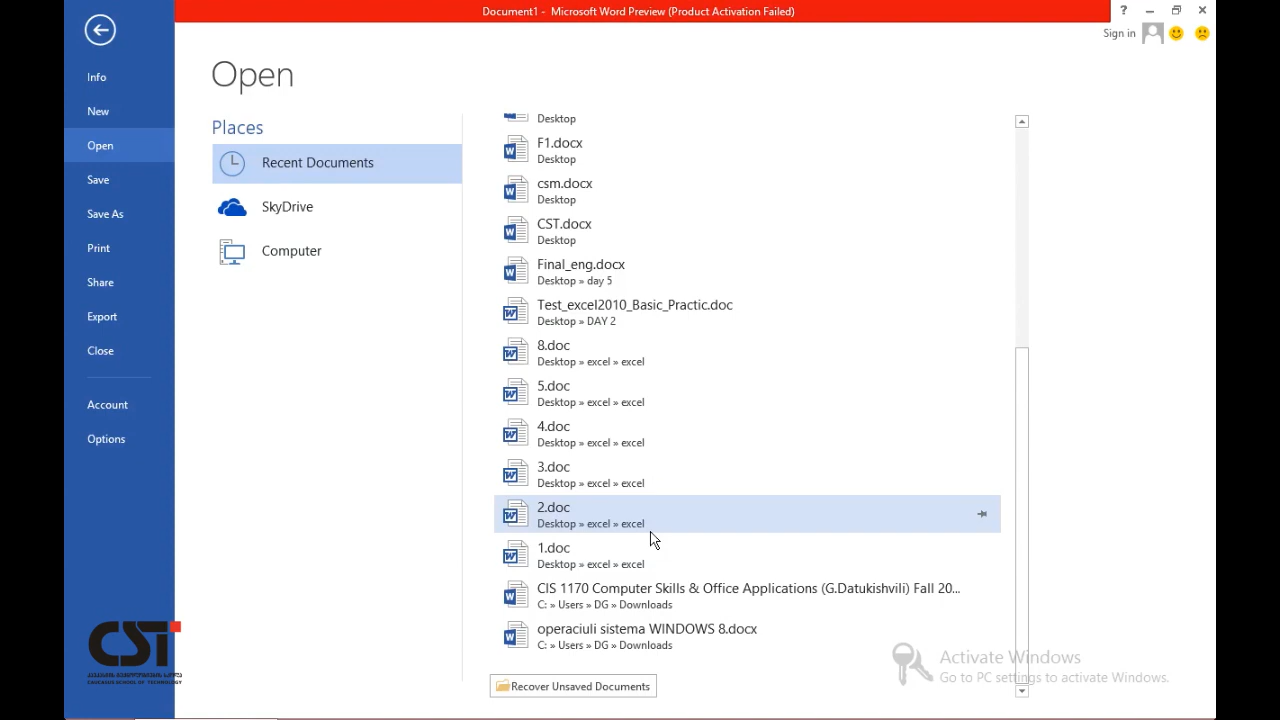 Document1 - Microsoft Word Preview (Product Activation Failed)
?
Sign in
Info
New
Open
Save
Save As
Print
Share
Export
Close
Account
Options
Open
Places
Recent Documents
SkyDrive
Computer
Desktop
F1.docx
Desktop
csm.docx
Desktop
CST.docx
Desktop
Final_eng.docx
Desktop » day 5
Test_excel2010_Basic_Practic.doc
Desktop » DAY 2
8.doc
Desktop » excel » excel
5.doc
Desktop » excel » excel
4.doc
Desktop » excel » excel
3.doc
Desktop » excel » excel
2.doc
Desktop » excel » excel
1.doc
Desktop » excel » excel
CIS 1170 Computer Skills & Office Applications (G.Datukishvili) Fall 20...
C: » Users » DG » Downloads
operaciuli sistema WINDOWS 8.docx
C: » Users » DG » Downloads
Recover Unsaved Documents
Activate Windows
Go to PC settings to activate Windows.
CST
CAUCASUS SCHOOL OF TECHNOLOGY